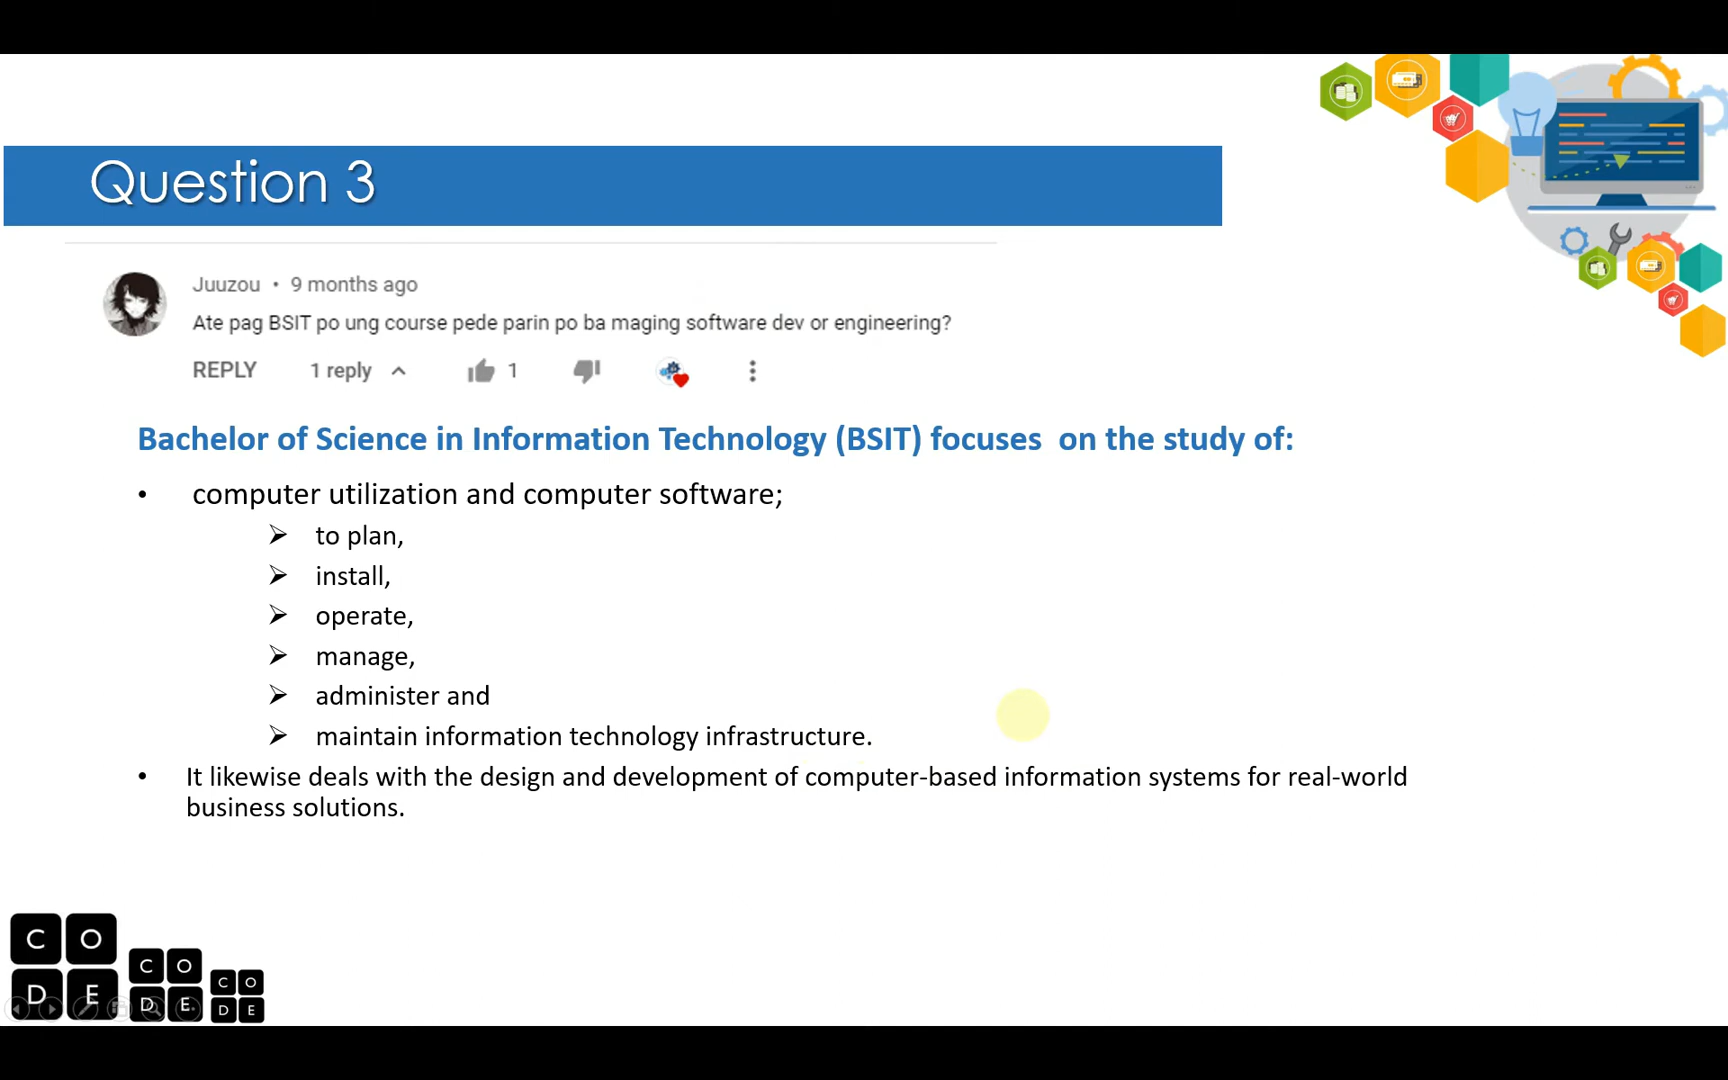 Question 3
Juuzou • 9 months ago
Ate pag BSIT po ung course pede parin po ba maging software dev or engineering?
REPLY 1 reply 1
Bachelor of Science in Information Technology (BSIT) focuses on the study of:
• computer utilization and computer software;
➢ to plan,
➢ install,
➢ operate,
➢ manage,
➢ administer and
➢ maintain information technology infrastructure.
• It likewise deals with the design and development of computer-based information systems for real-world
business solutions.
C O
D E
C O
D E
C O
D E